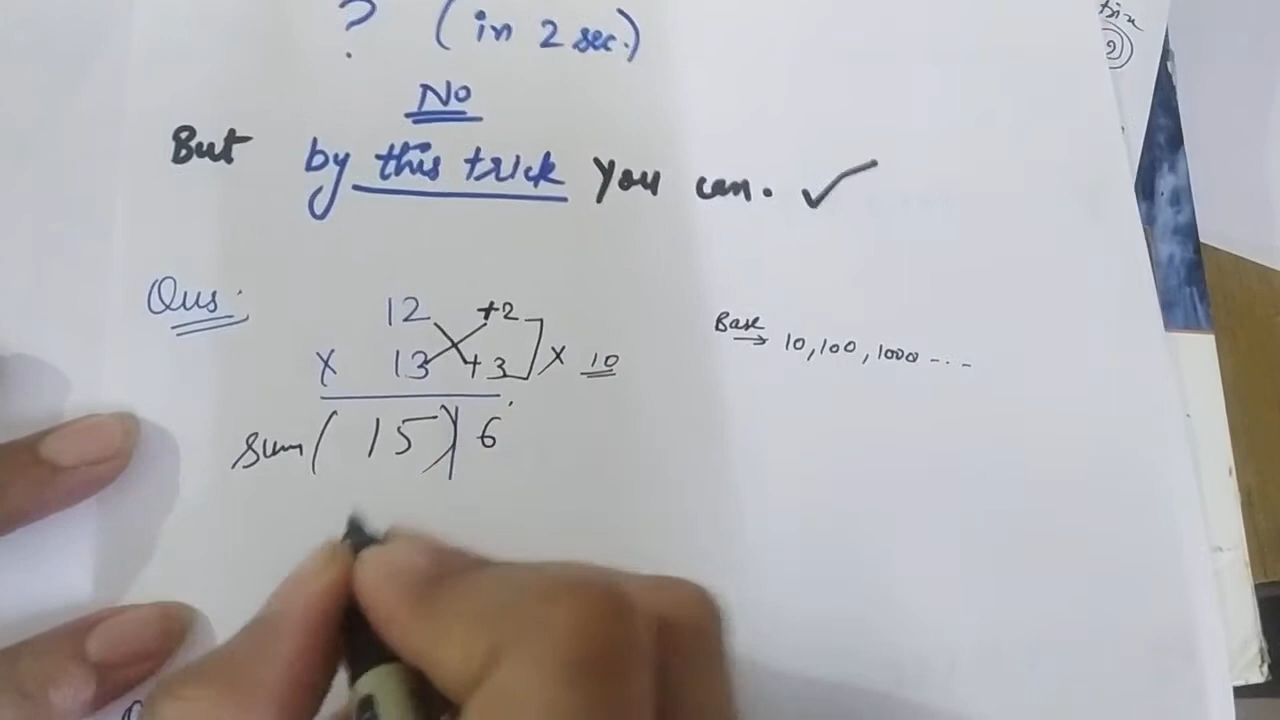 ? (in 2 sec.)
No
But by this trick You can. ✓
Ques:
12 +2
X 13 +3 X 10
sum( 15) | 6
Base → 10, 100, 1000 ---